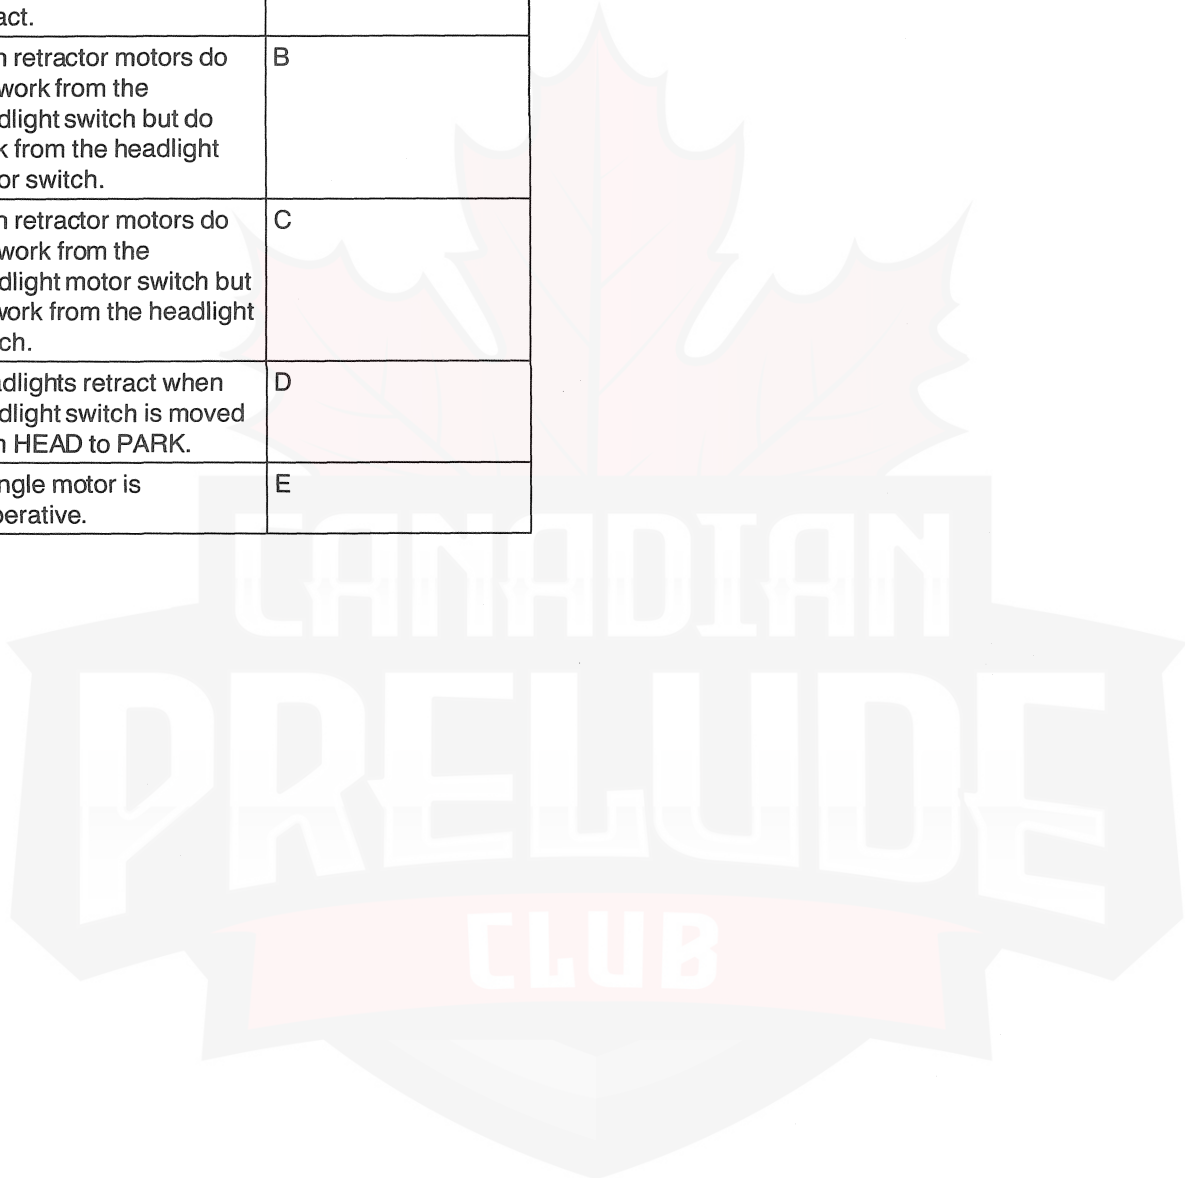 act.
n retractor motors do B
work from the
dlight switch but do
k from the headlight
or switch.
n retractor motors do C
work from the
dlight motor switch but
work from the headlight
ch.
dlights retract when D
dlight switch is moved
n HEAD to PARK.
ngle motor is E
perative.
CANADIAN
PRELUDE
CLUB